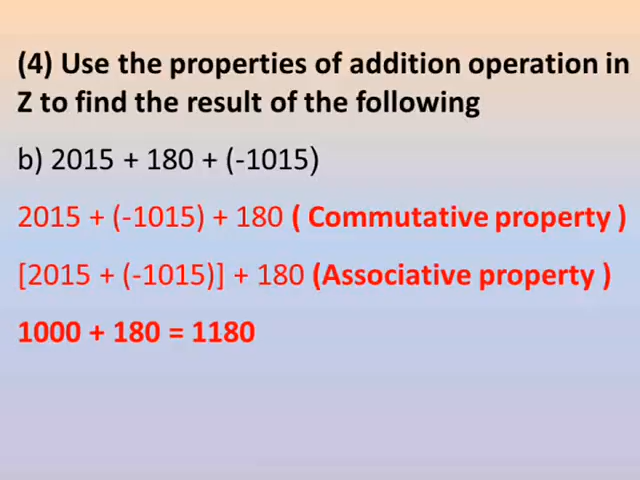 (4) Use the properties of addition operation in
Z to find the result of the following
b) 2015 + 180 + (-1015)
2015 + (-1015) + 180 ( Commutative property )
[2015 + (-1015)] + 180 (Associative property )
1000 + 180 = 1180